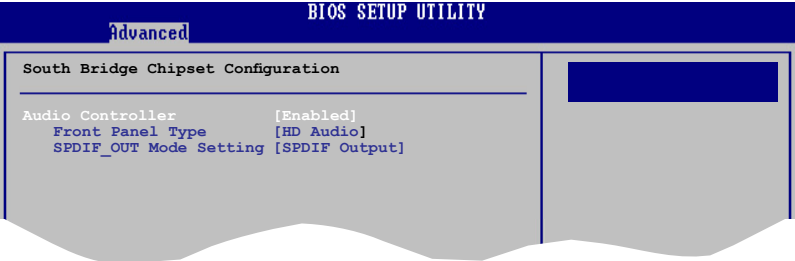 BIOS SETUP UTILITY
Advanced
South Bridge Chipset Configuration
Audio Controller [Enabled]
Front Panel Type [HD Audio]
SPDIF_OUT Mode Setting [SPDIF Output]